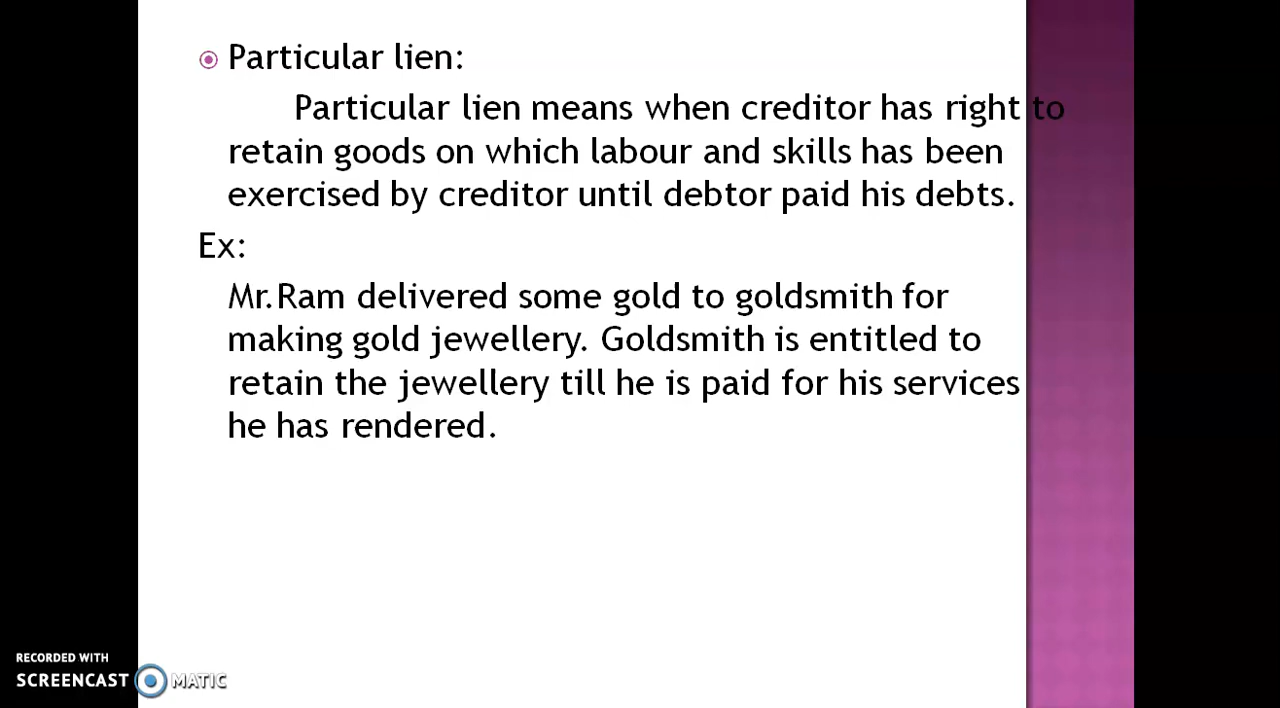 Particular lien:
Particular lien means when creditor has right to
retain goods on which labour and skills has been
exercised by creditor until debtor paid his debts.
Ex:
Mr.Ram delivered some gold to goldsmith for
making gold jewellery. Goldsmith is entitled to
retain the jewellery till he is paid for his services
he has rendered.
RECORDED WITH
SCREENCAST MATIC